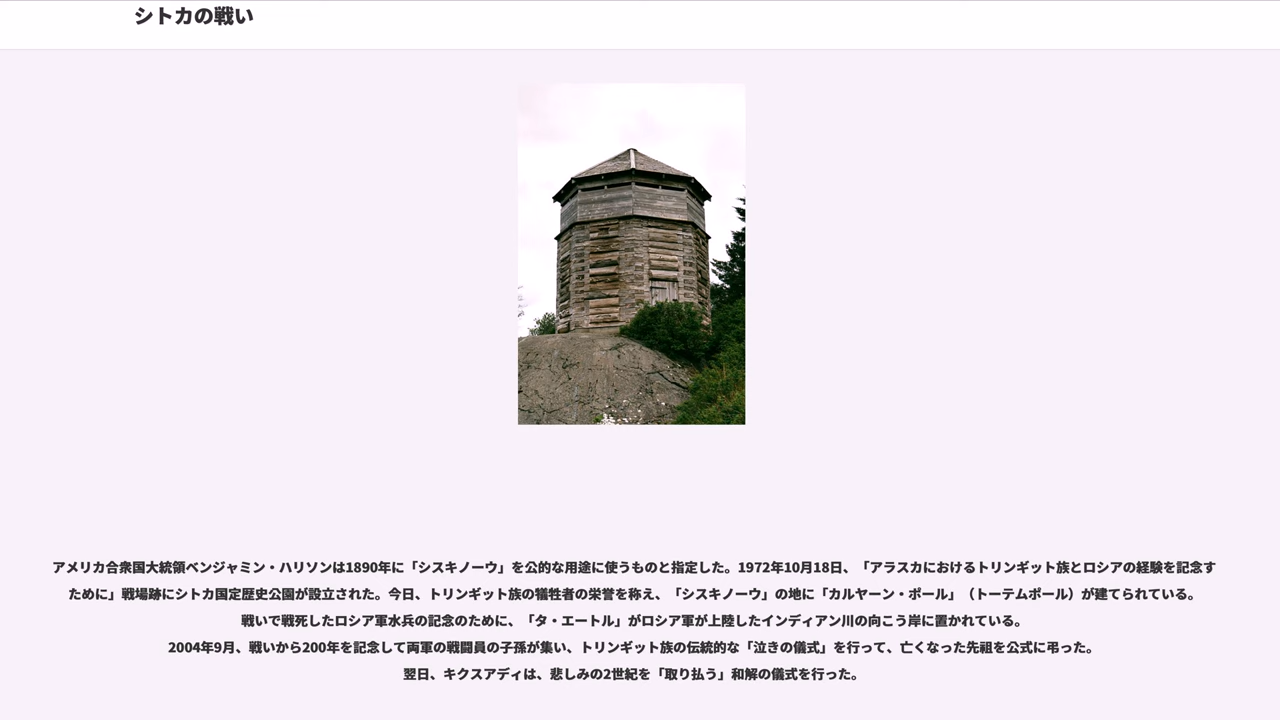 シトカの戦い
アメリカ合衆国大統領ベンジャミン・ハリソンは1890年に「シスキノーウ」を公的な用途に使うものと指定した。1972年10月18日、「アラスカにおけるトリンギット族とロシアの経験を記念す
ために」戦場跡にシトカ国定歴史公園が設立された。今日、トリンギット族の犠牲者の栄誉を称え、「シスキノーウ」の地に「カルヤーン・ポール」（トーテムポール）が建てられている。
戦いで戦死したロシア軍水兵の記念のために、「タ・エートル」がロシア軍が上陸したインディアン川の向こう岸に置かれている。
2004年9月、戦いから200年を記念して両軍の戦闘員の子孫が集い、トリンギット族の伝統的な「泣きの儀式」を行って、亡くなった先祖を公式に弔った。
翌日、キクスアディは、悲しみの2世紀を「取り払う」和解の儀式を行った。